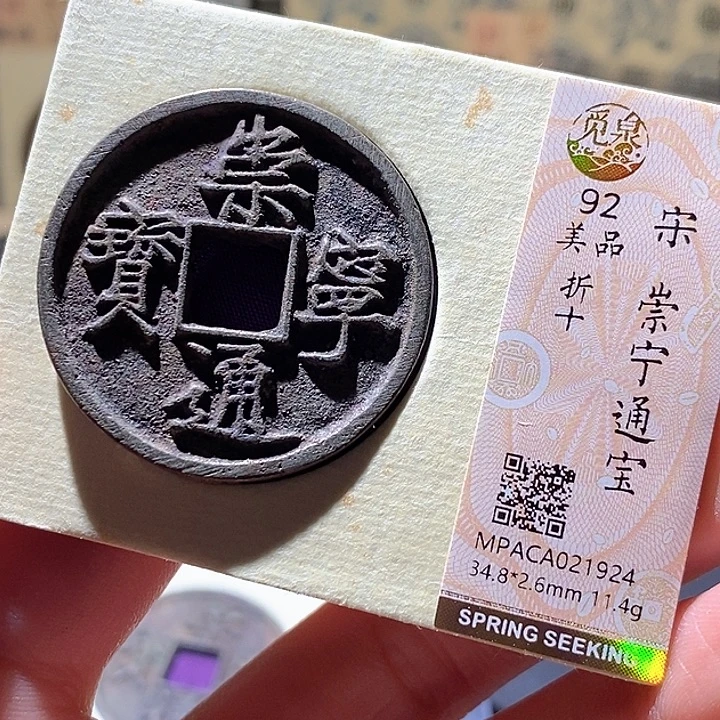 崇
寧
通
寳
觅泉
宋 崇宁通宝
92
美品
折十
MPACA021924
34.8*2.6mm 11.4g
SPRING SEEKING